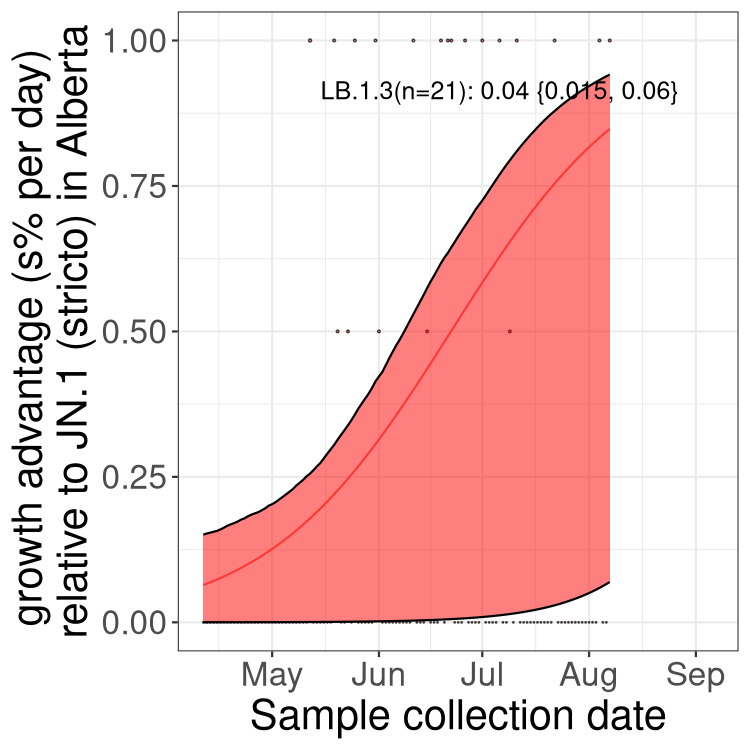 growth advantage (s% per day)
relative to JN.1 (stricto) in Alberta
1.00
0.75
0.50
0.25
0.00
LB.1.3(n=21): 0.04 {0.015, 0.06}
May Jun Jul Aug Sep
Sample collection date